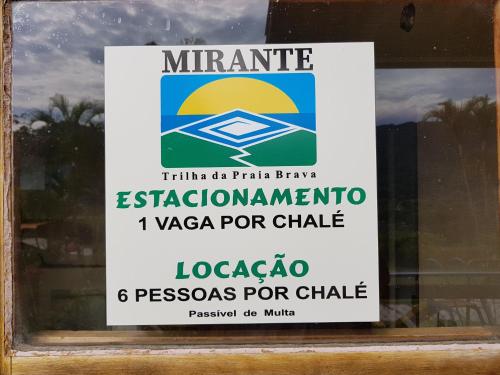 MIRANTE
Trilha da Praia Brava
ESTACIONAMENTO
1 VAGA POR CHALÉ
LOCAÇÃO
6 PESSOAS POR CHALÉ
Passível de Multa